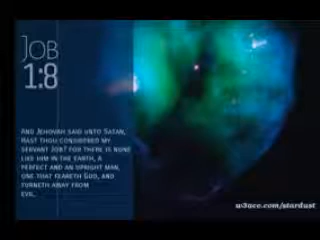 JOB
1:8
AND JEHOVAH SAID UNTO SATAN,
HAST THOU CONSIDERED MY
SERVANT JOB? FOR THERE IS NONE
LIKE HIM IN THE EARTH, A
PERFECT AND AN UPRIGHT MAN,
ONE THAT FEARETH GOD, AND
TURNETH AWAY FROM
EVIL.
w3ace.com/stardust